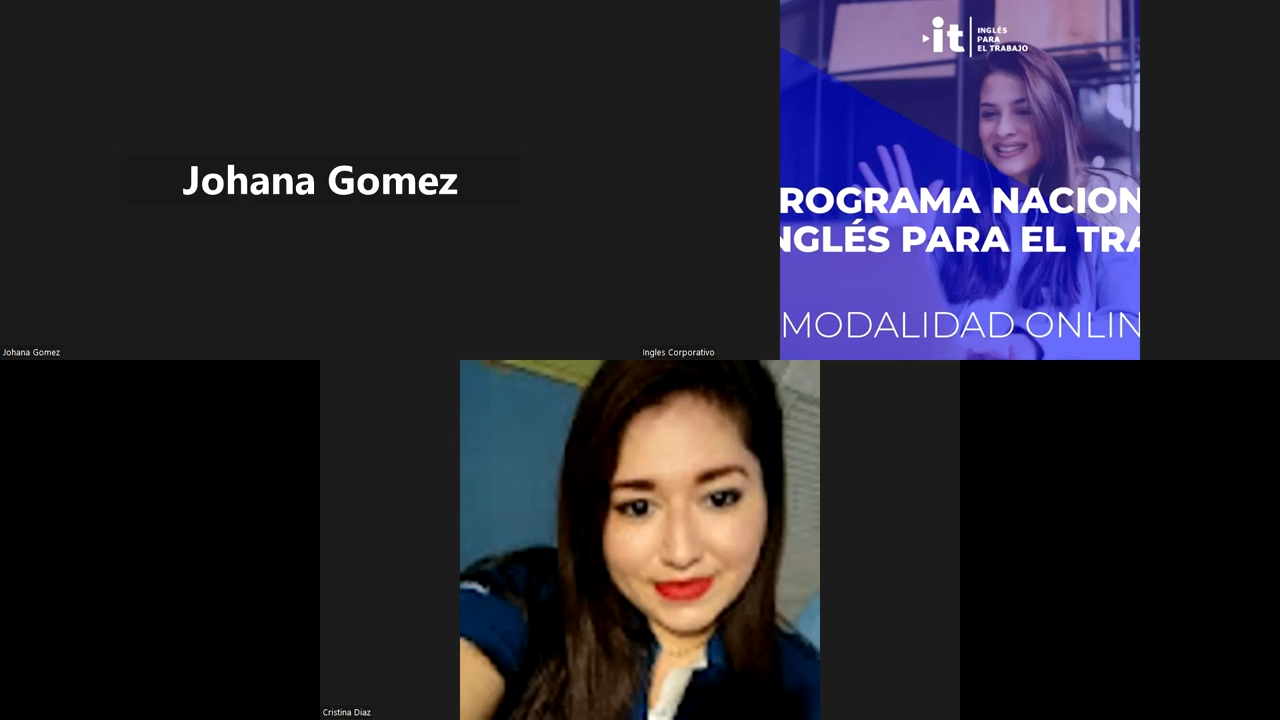 Johana Gomez
Johana Gomez
it
INGLÉS
PARA
EL TRABAJO
ROGRAMA NACION
NGLÉS PARA EL TRA
MODALIDAD ONLIN
Ingles Corporativo
Cristina Diaz